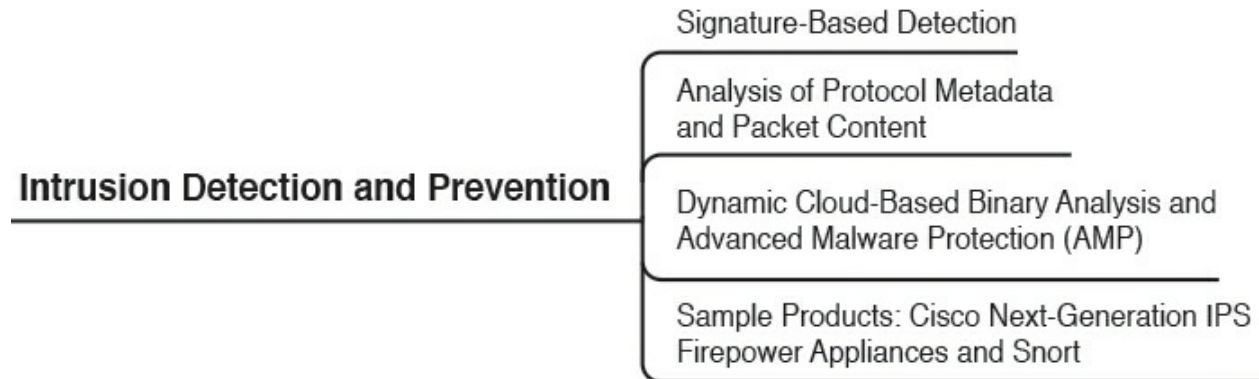 Signature-Based Detection
Analysis of Protocol Metadata
and Packet Content
Intrusion Detection and Prevention
Dynamic Cloud-Based Binary Analysis and
Advanced Malware Protection (AMP)
Sample Products: Cisco Next-Generation IPS
Firepower Appliances and Snort